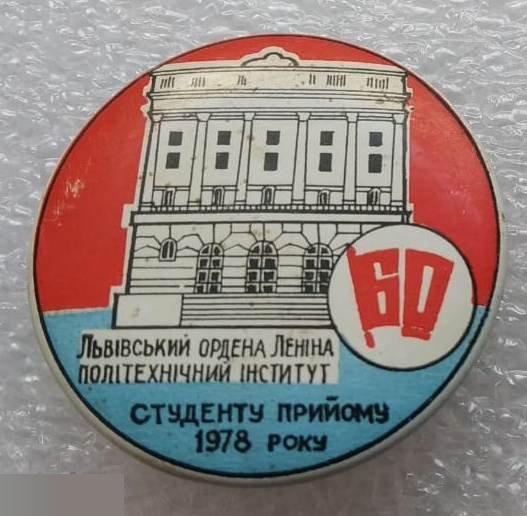 60
Львівський ордена Леніна
політехнічний інститут
студенту прийому
1978 року